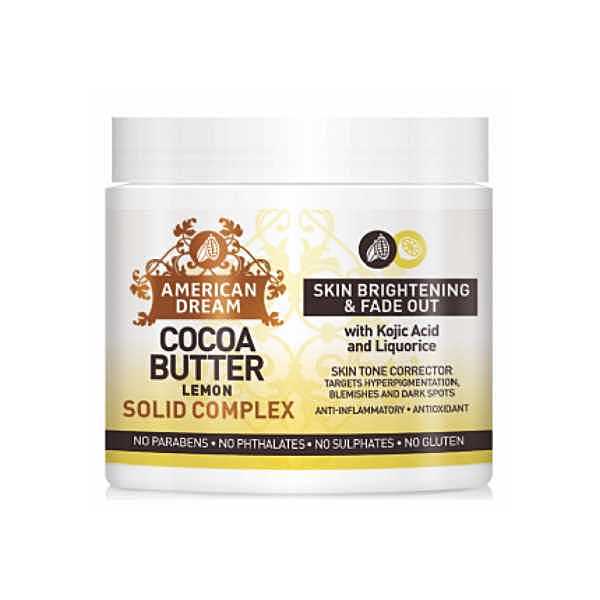 AMERICAN
DREAM
COCOA
BUTTER
LEMON
SOLID COMPLEX
SKIN BRIGHTENING
& FADE OUT
with Kojic Acid
and Liquorice
SKIN TONE CORRECTOR
TARGETS HYPERPIGMENTATION,
BLEMISHES AND DARK SPOTS
ANTI-INFLAMMATORY • ANTIOXIDANT
NO PARABENS • NO PHTHALATES • NO SULPHATES • NO GLUTEN